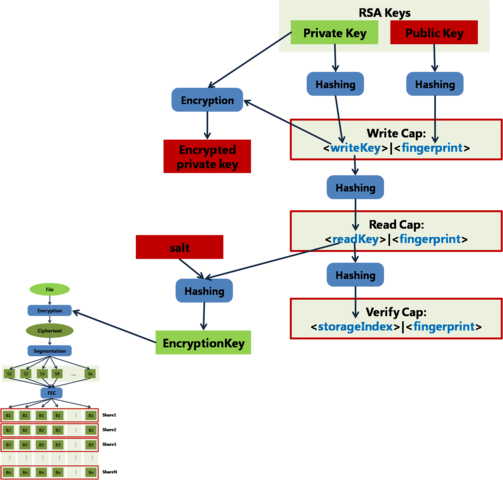 RSA Keys
Private Key
Public Key
Hashing
Hashing
Encryption
Encrypted
private key
Write Cap:
<writeKey>|<fingerprint>
Hashing
Read Cap:
<readKey>|<fingerprint>
salt
Hashing
Hashing
Verify Cap:
<storageIndex>|<fingerprint>
EncryptionKey
File
Encryption
Ciphertext
Segmentation
S1 S2 S3 S4 ... Sn
FEC
B1 B1 B1 B1 B1 Share1
B2 B2 B2 B2 B2 Share2
B3 B3 B3 B3 B3 Share3
Bn Bn Bn Bn Bn ShareN